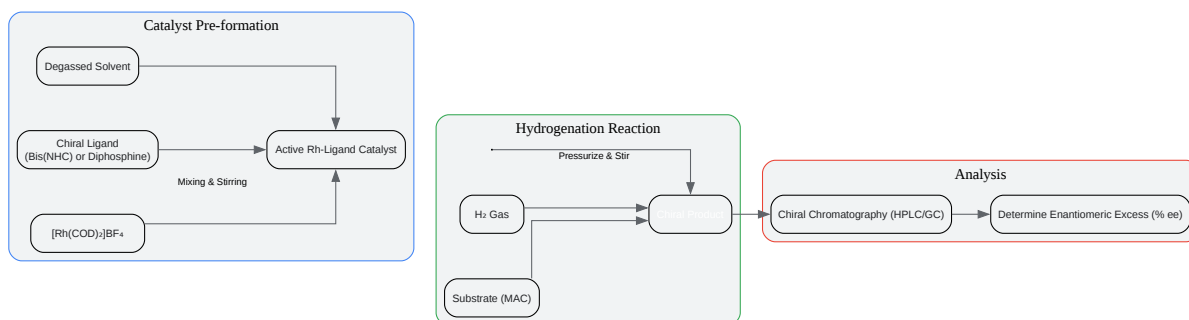 Catalyst Pre-formation
Degassed Solvent
Chiral Ligand
(Bis(NHC) or Diphosphine)
Active Rh-Ligand Catalyst
Mixing & Stirring
[Rh(COD)₂]BF₄
Hydrogenation Reaction
Pressurize & Stir
H₂ Gas
Chiral Product
Substrate (MAC)
Analysis
Chiral Chromatography (HPLC/GC)
Determine Enantiomeric Excess (% ee)